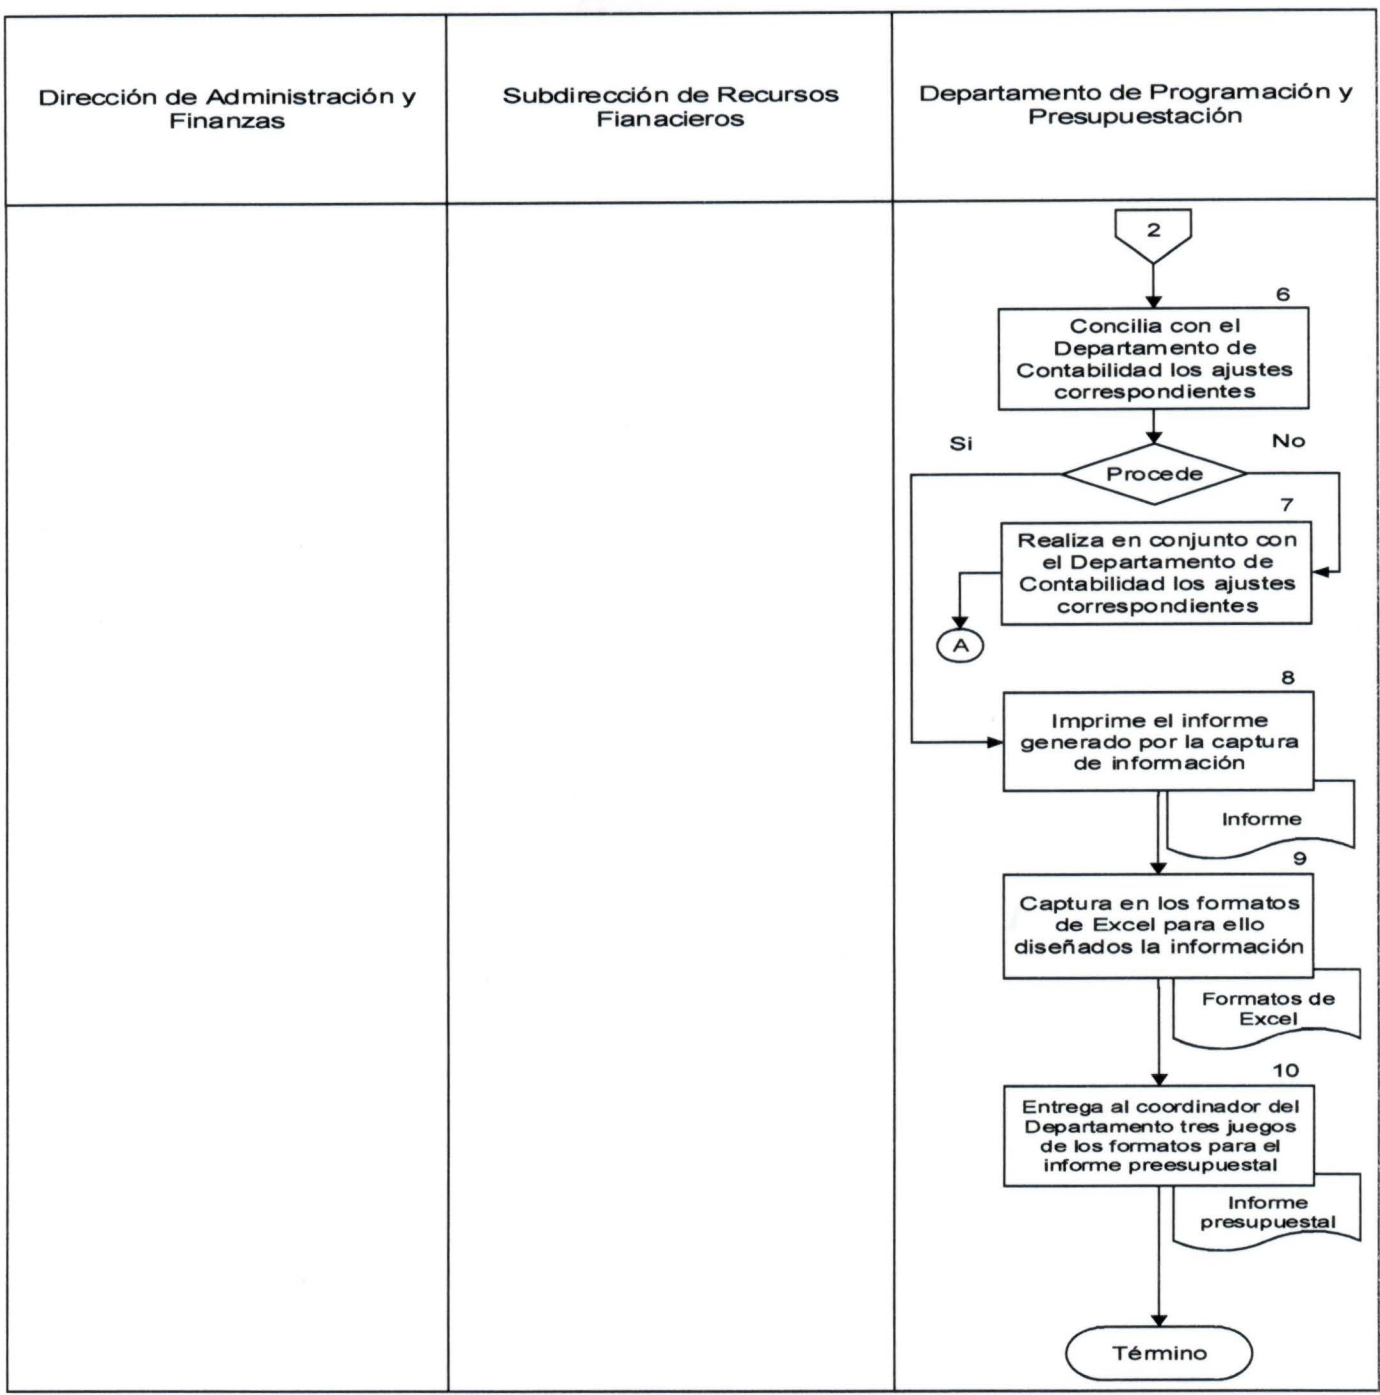 Dirección de Administración y
Finanzas
Subdirección de Recursos
Fianacieros
Departamento de Programación y
Presupuestación
2
6
Concilia con el
Departamento de
Contabilidad los ajustes
correspondientes
Si
No
Procede
7
Realiza en conjunto con
el Departamento de
Contabilidad los ajustes
correspondientes
A
8
Imprime el informe
generado por la captura
de información
Informe
9
Captura en los formatos
de Excel para ello
diseñados la información
Formatos de
Excel
10
Entrega al coordinador del
Departamento tres juegos
de los formatos para el
informe preesupuestal
Informe
presupuestal
Término